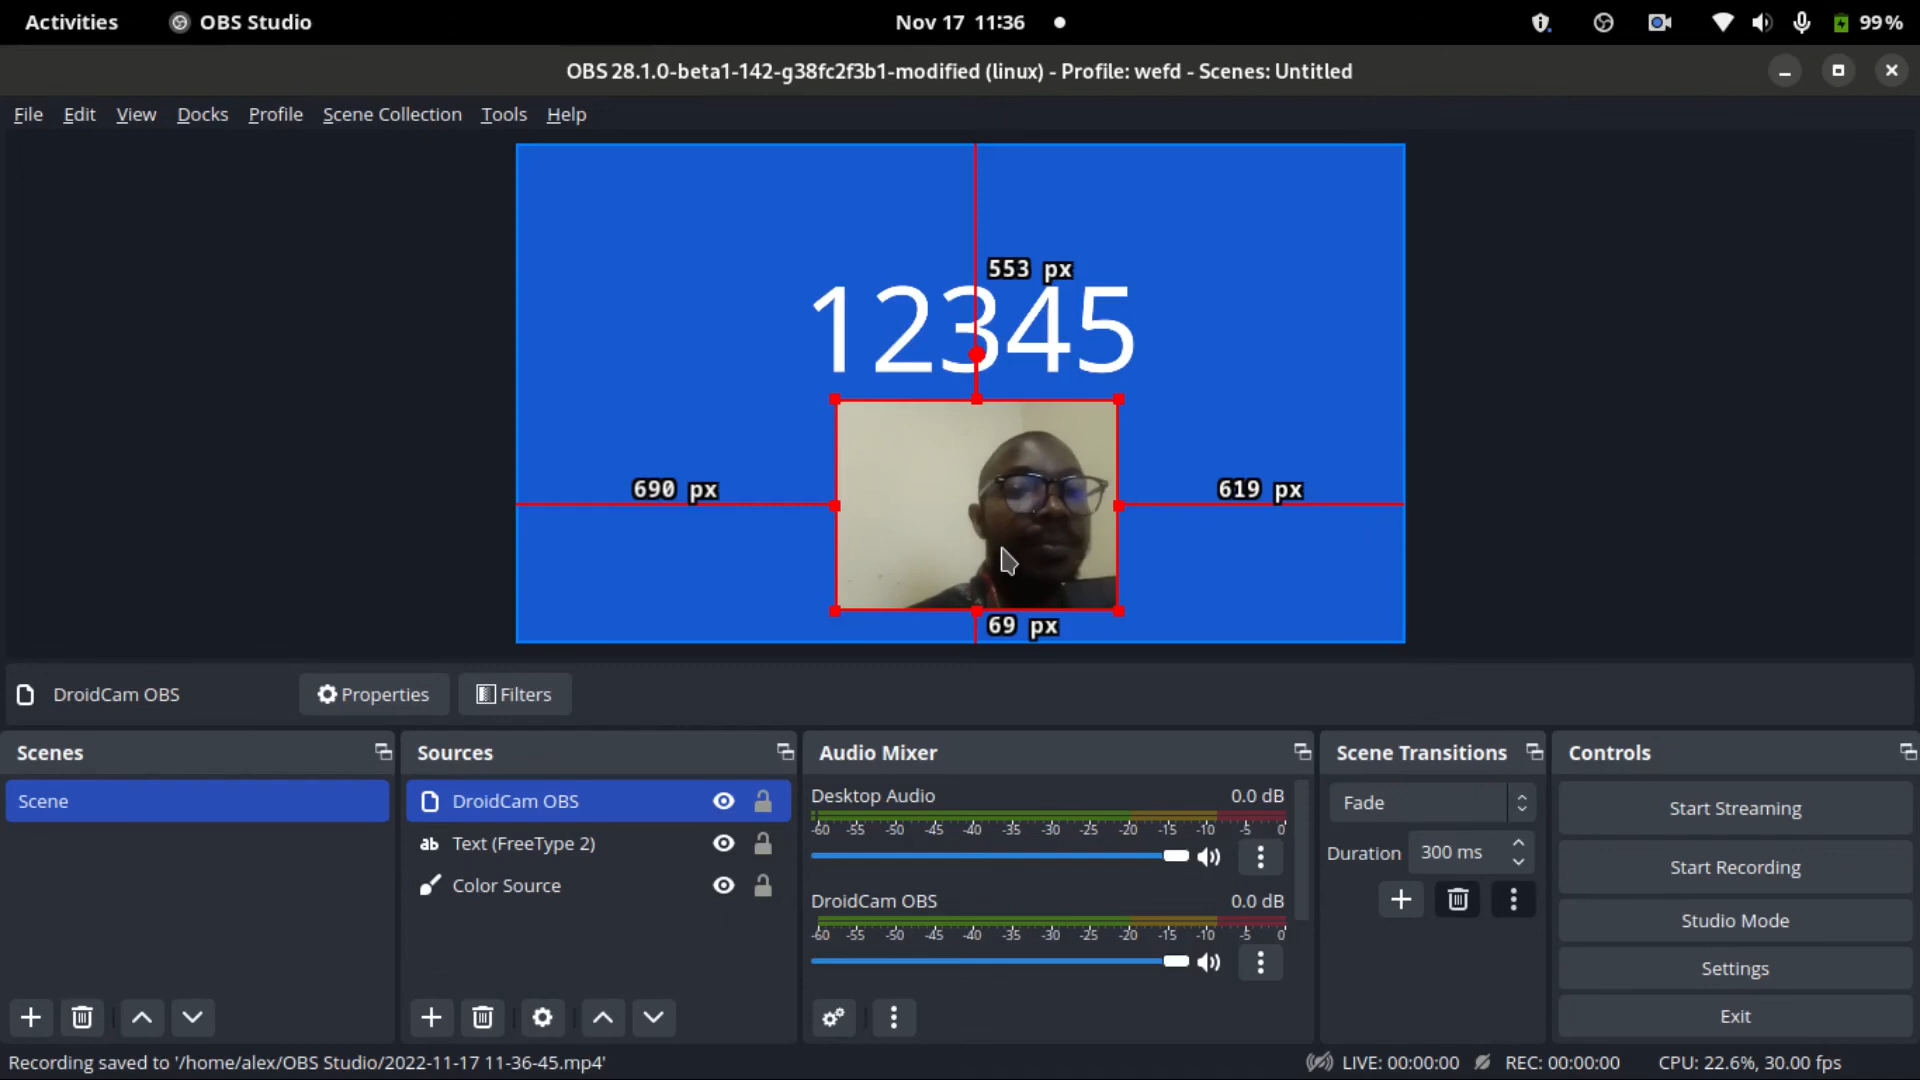 Activities OBS Studio Nov 17 11:36 99%
OBS 28.1.0-beta1-142-g38fc2f3b1-modified (linux) - Profile: wefd - Scenes: Untitled
File Edit View Docks Profile Scene Collection Tools Help
553 px
12345
690 px 619 px
69 px
DroidCam OBS Properties Filters
Scenes Sources Audio Mixer Scene Transitions Controls
Scene
DroidCam OBS
ab Text (FreeType 2)
Color Source
Desktop Audio 0.0 dB
-60 -55 -50 -45 -40 -35 -30 -25 -20 -15 -10 -5 0
DroidCam OBS 0.0 dB
-60 -55 -50 -45 -40 -35 -30 -25 -20 -15 -10 -5 0
Fade
Duration 300 ms
Start Streaming
Start Recording
Studio Mode
Settings
Exit
Recording saved to '/home/alex/OBS Studio/2022-11-17 11-36-45.mp4' LIVE: 00:00:00 REC: 00:00:00 CPU: 22.6%, 30.00 fps